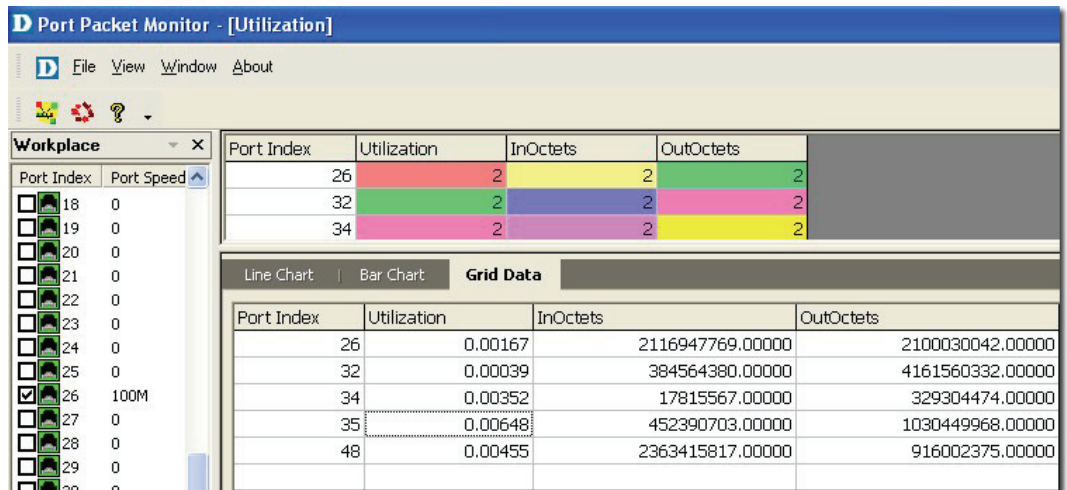 D Port Packet Monitor - [Utilization]
D File View Window About
Workplace
Port Index Port Speed
18 0
19 0
20 0
21 0
22 0
23 0
24 0
25 0
26 100M
27 0
28 0
29 0
Port Index Utilization InOctets OutOctets
26 2 2 2
32 2 2 2
34 2 2 2
Line Chart | Bar Chart Grid Data
Port Index Utilization InOctets OutOctets
26 0.00167 2116947769.00000 2100030042.00000
32 0.00039 384564380.00000 4161560332.00000
34 0.00352 17815567.00000 329304474.00000
35 0.00648 452390703.00000 1030449968.00000
48 0.00455 2363415817.00000 916002375.00000